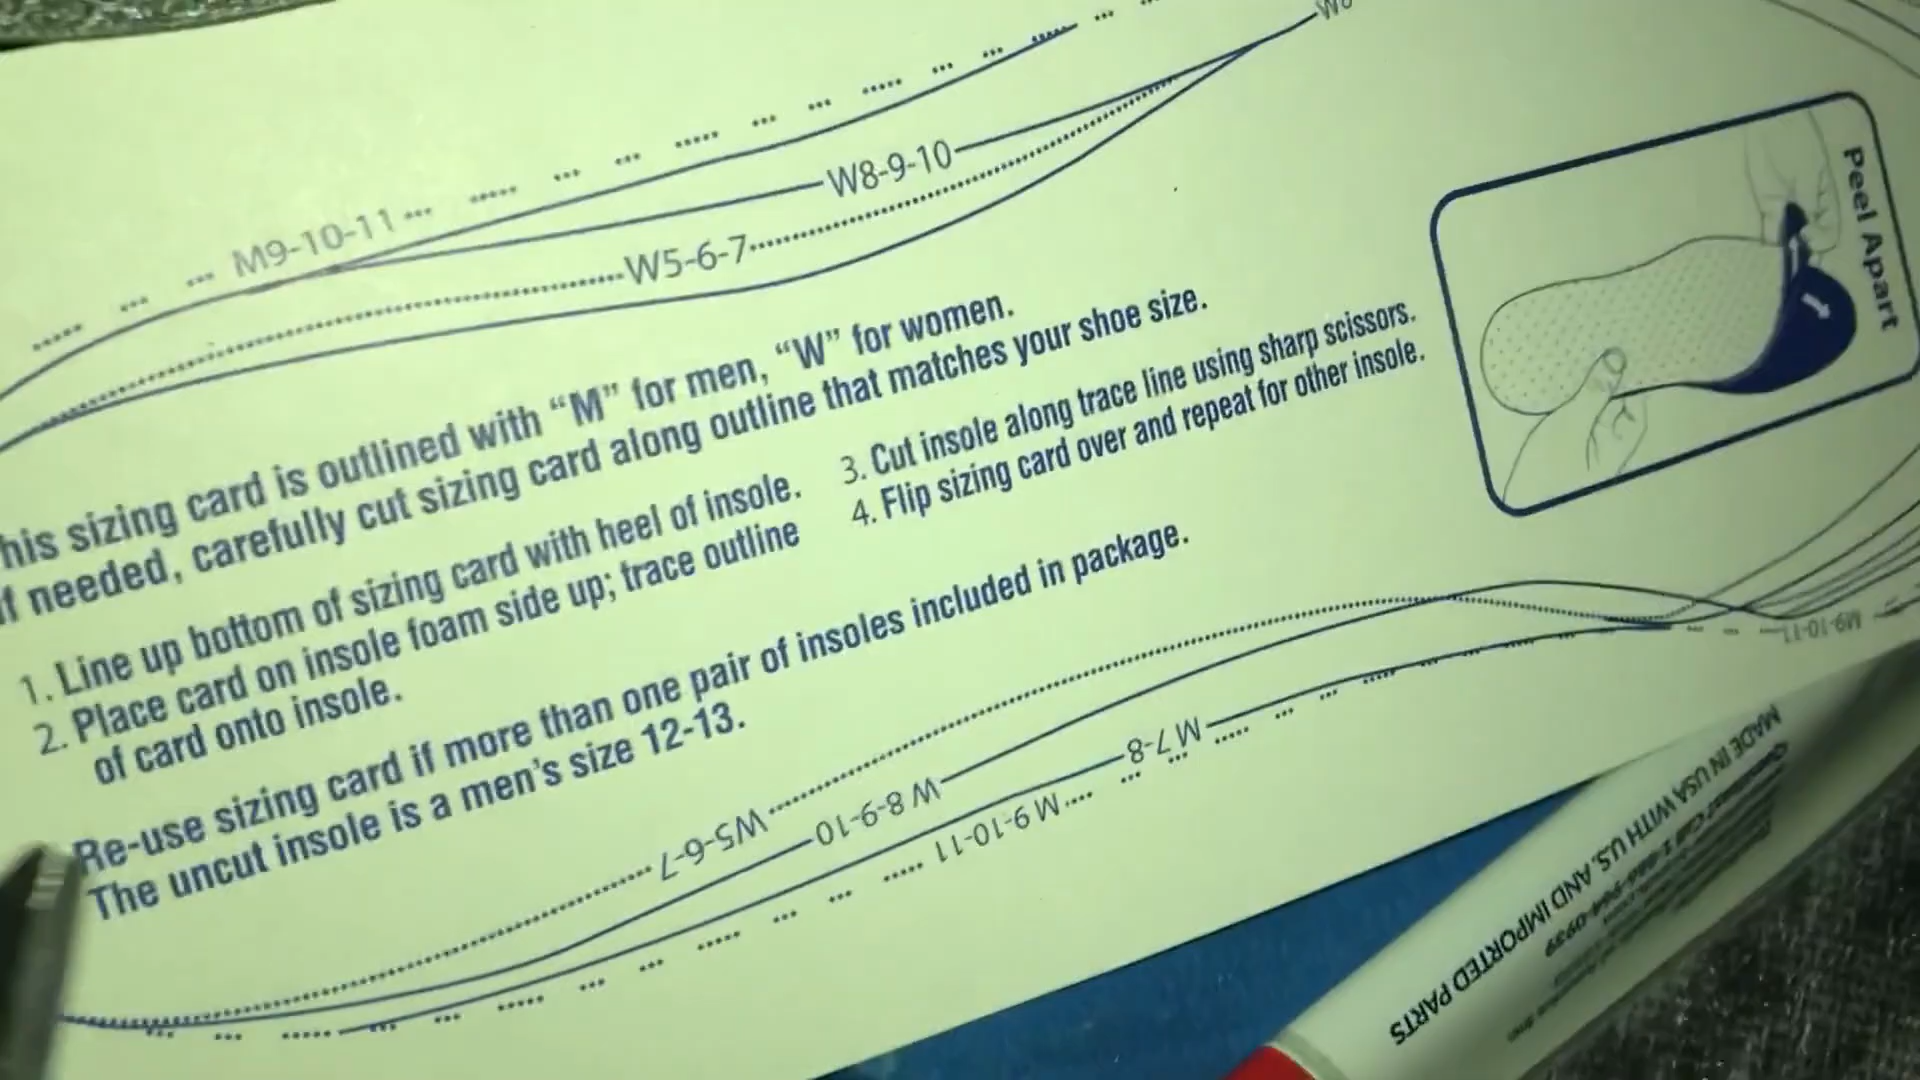 M9-10-11
W8-9-10
W5-6-7
his sizing card is outlined with “M” for men, “W” for women.
f needed, carefully cut sizing card along outline that matches your shoe size.
1. Line up bottom of sizing card with heel of insole.
2. Place card on insole foam side up; trace outline
of card onto insole.
3. Cut insole along trace line using sharp scissors.
4. Flip sizing card over and repeat for other insole.
Re-use sizing card if more than one pair of insoles included in package.
The uncut insole is a men’s size 12-13.
Peel Apart
W5-6-7
W 8-9-10
M 7-8
M 9-10-11
M9-10-11
MADE IN USA WITH U.S. AND IMPORTED PARTS